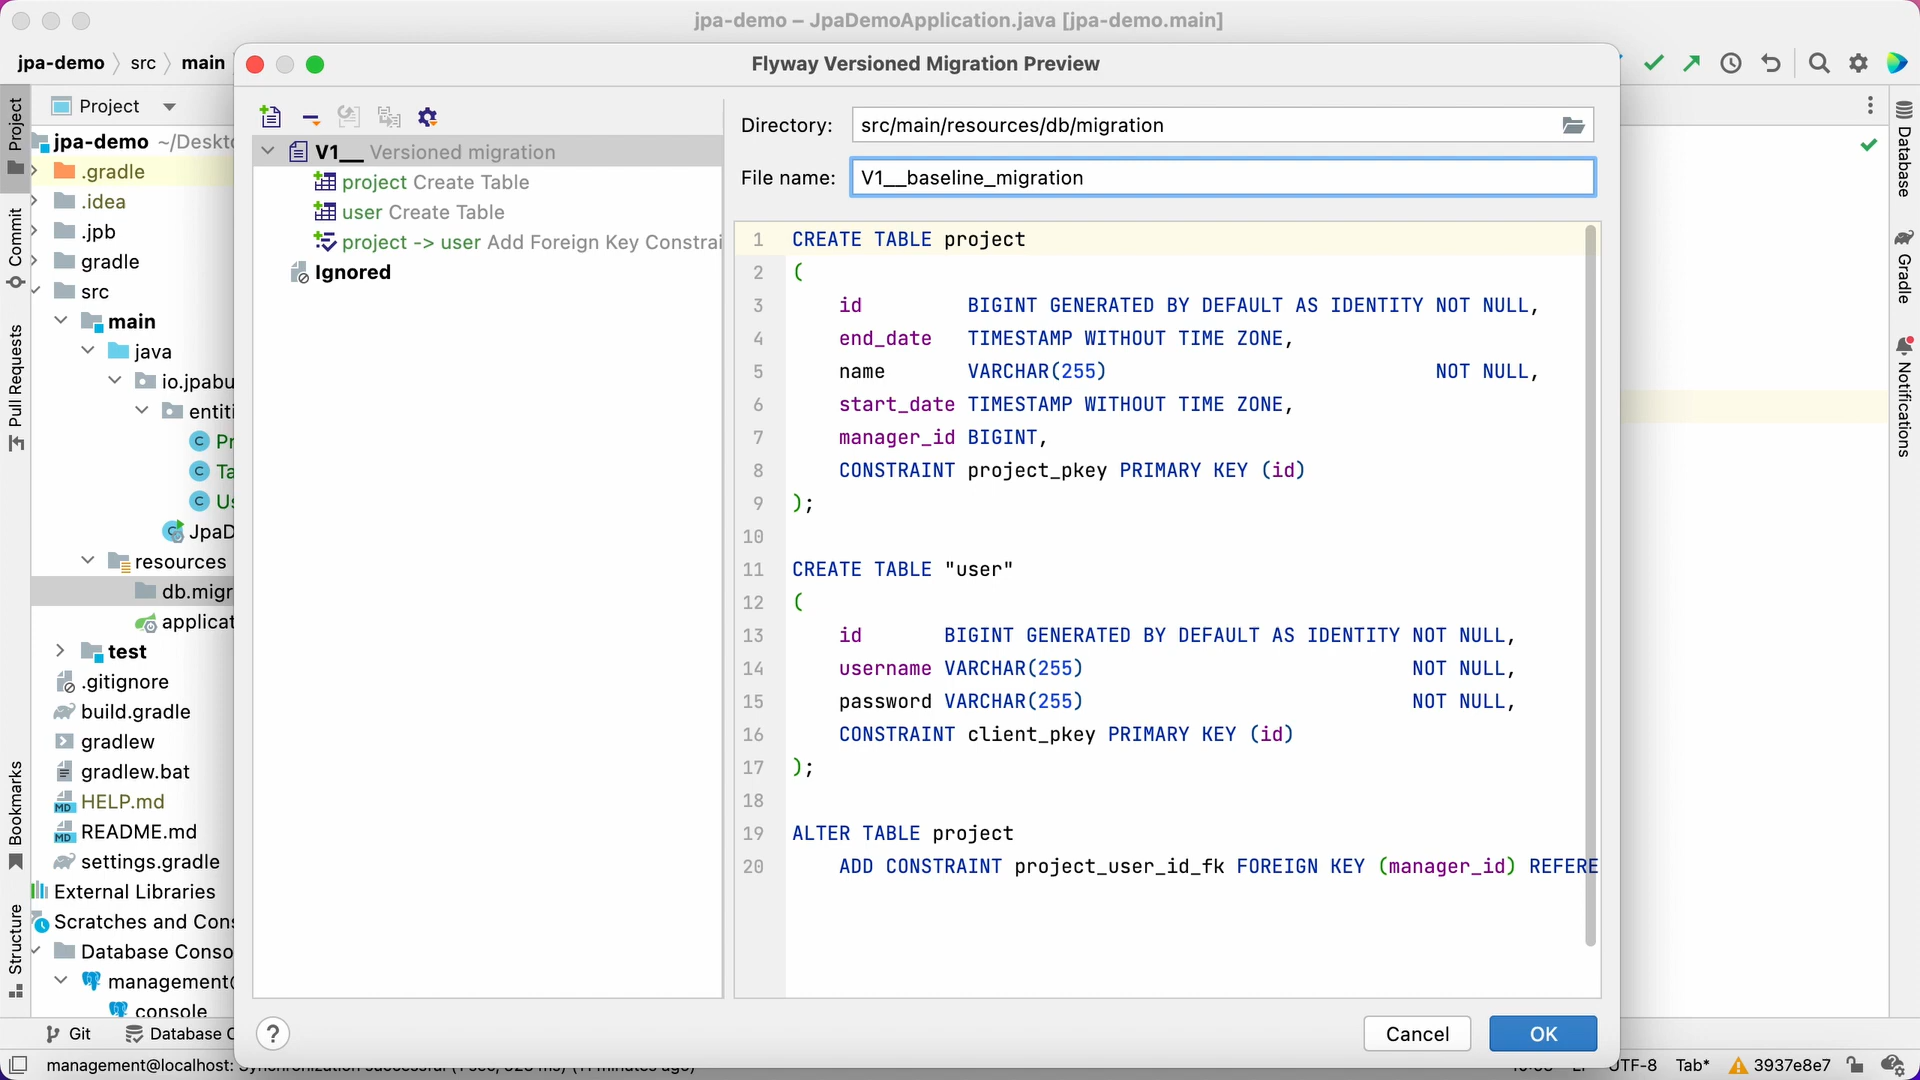 jpa-demo – JpaDemoApplication.java [jpa-demo.main]
jpa-demo
src
main
Flyway Versioned Migration Preview
Project
Commit
Pull Requests
Bookmarks
Structure
Project
jpa-demo ~/Deskto
.gradle
.idea
.jpb
gradle
src
main
java
io.jpabu
entiti
Pr
Ta
Us
JpaD
resources
db.migr
applicat
test
.gitignore
build.gradle
gradlew
gradlew.bat
HELP.md
README.md
settings.gradle
External Libraries
Scratches and Cons
Database Conso
management@
console
V1__ Versioned migration
project Create Table
user Create Table
project -> user Add Foreign Key Constrai
Ignored
Directory: src/main/resources/db/migration
File name: V1__baseline_migration
1 CREATE TABLE project
2 (
3 id BIGINT GENERATED BY DEFAULT AS IDENTITY NOT NULL,
4 end_date TIMESTAMP WITHOUT TIME ZONE,
5 name VARCHAR(255) NOT NULL,
6 start_date TIMESTAMP WITHOUT TIME ZONE,
7 manager_id BIGINT,
8 CONSTRAINT project_pkey PRIMARY KEY (id)
9 );
10
11 CREATE TABLE "user"
12 (
13 id BIGINT GENERATED BY DEFAULT AS IDENTITY NOT NULL,
14 username VARCHAR(255) NOT NULL,
15 password VARCHAR(255) NOT NULL,
16 CONSTRAINT client_pkey PRIMARY KEY (id)
17 );
18
19 ALTER TABLE project
20 ADD CONSTRAINT project_user_id_fk FOREIGN KEY (manager_id) REFERE
? Cancel OK
Database
Gradle
Notifications
Git
Database C
management@localhost:
UTF-8 Tab* 3937e8e7